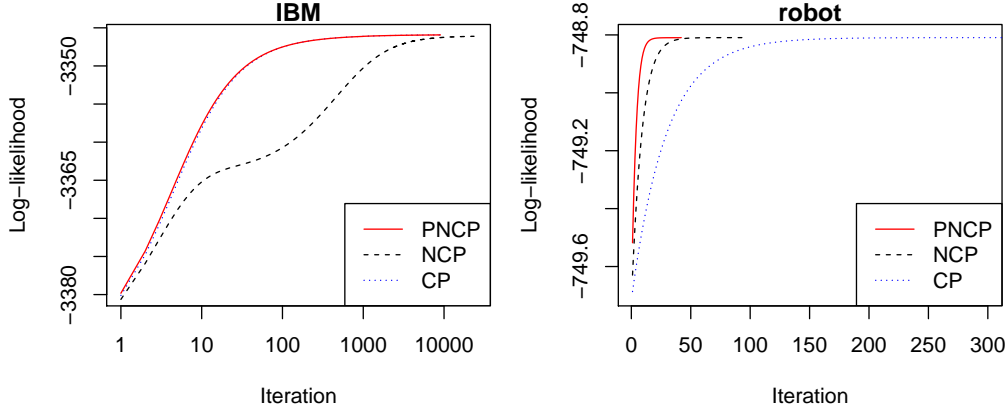 IBM
Log−likelihood
−3350
−3365
−3380
PNCP
NCP
CP
1 10 100 1000 10000
Iteration
robot
Log−likelihood
−748.8
−749.2
−749.6
PNCP
NCP
CP
0 50 100 150 200 250 300
Iteration